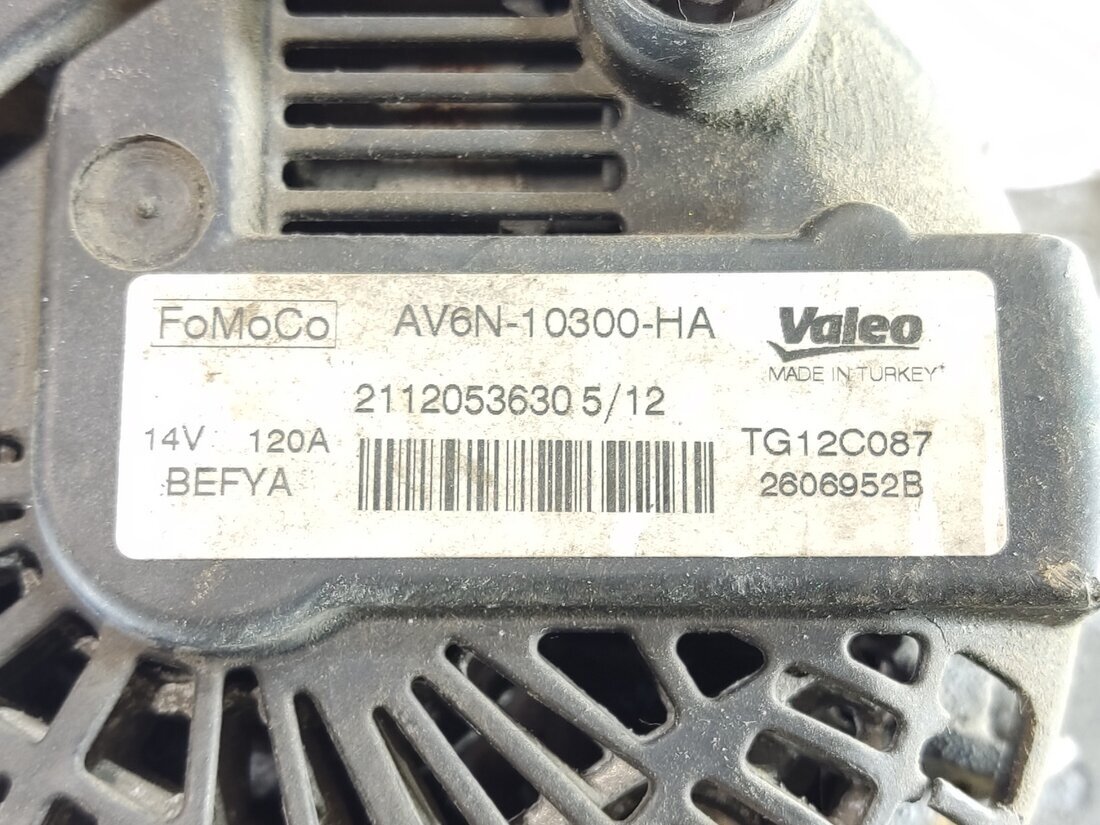 FoMoCo AV6N-10300-HA Valeo
MADE IN TURKEY*
2112053630 5/12
14V 120A TG12C087
BEFYA 2606952B